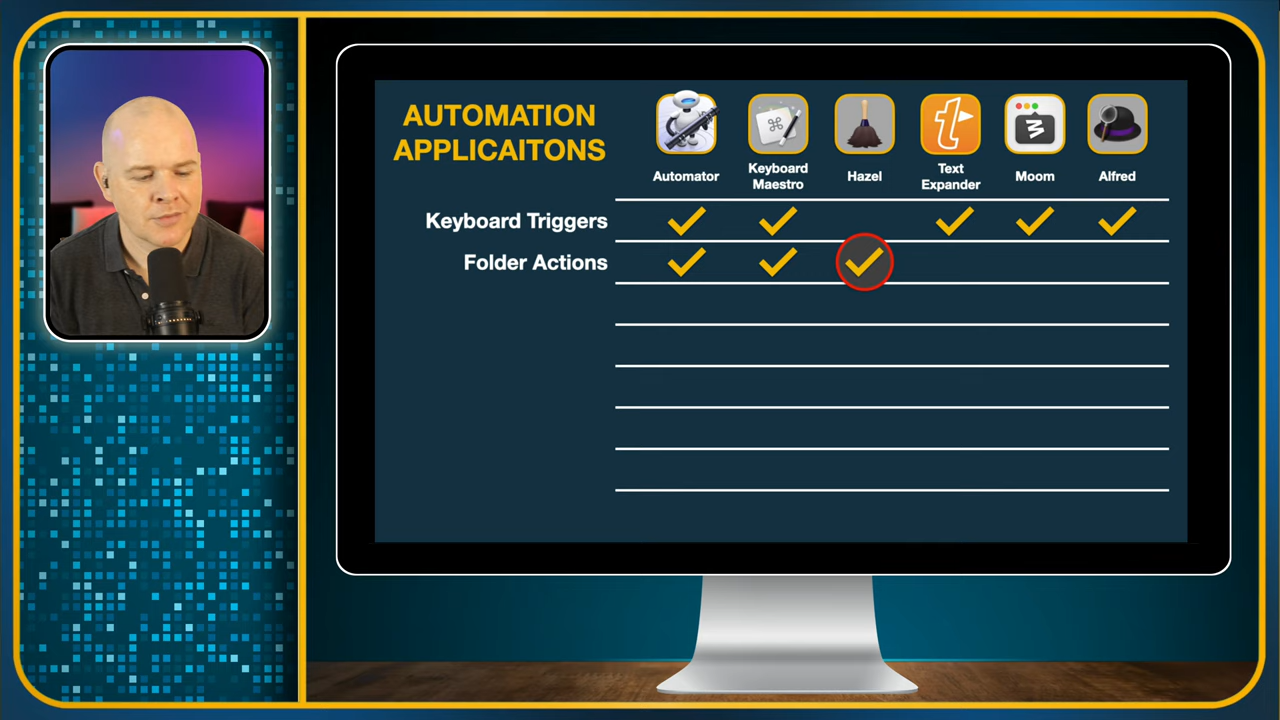 AUTOMATION
APPLICAITONS
Automator
Keyboard
Maestro
Hazel
Text
Expander
Moom
Alfred
Keyboard Triggers
Folder Actions